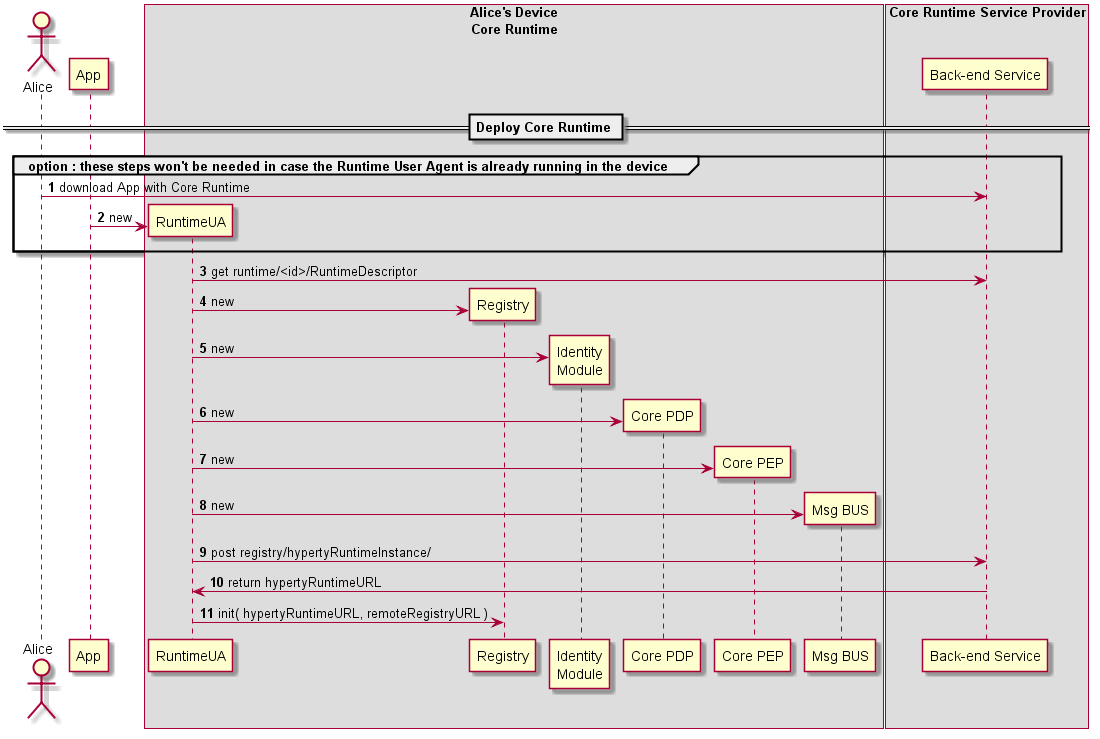 Alice's Device
Core Runtime
Core Runtime Service Provider
Alice
App
Back-end Service
Deploy Core Runtime
option : these steps won't be needed in case the Runtime User Agent is already running in the device
1 download App with Core Runtime
2 new
RuntimeUA
3 get runtime/<id>/RuntimeDescriptor
4 new
Registry
5 new
Identity
Module
6 new
Core PDP
7 new
Core PEP
8 new
Msg BUS
9 post registry/hypertyRuntimeInstance/
10 return hypertyRuntimeURL
11 init( hypertyRuntimeURL, remoteRegistryURL )
Alice
App
RuntimeUA
Registry
Identity
Module
Core PDP
Core PEP
Msg BUS
Back-end Service